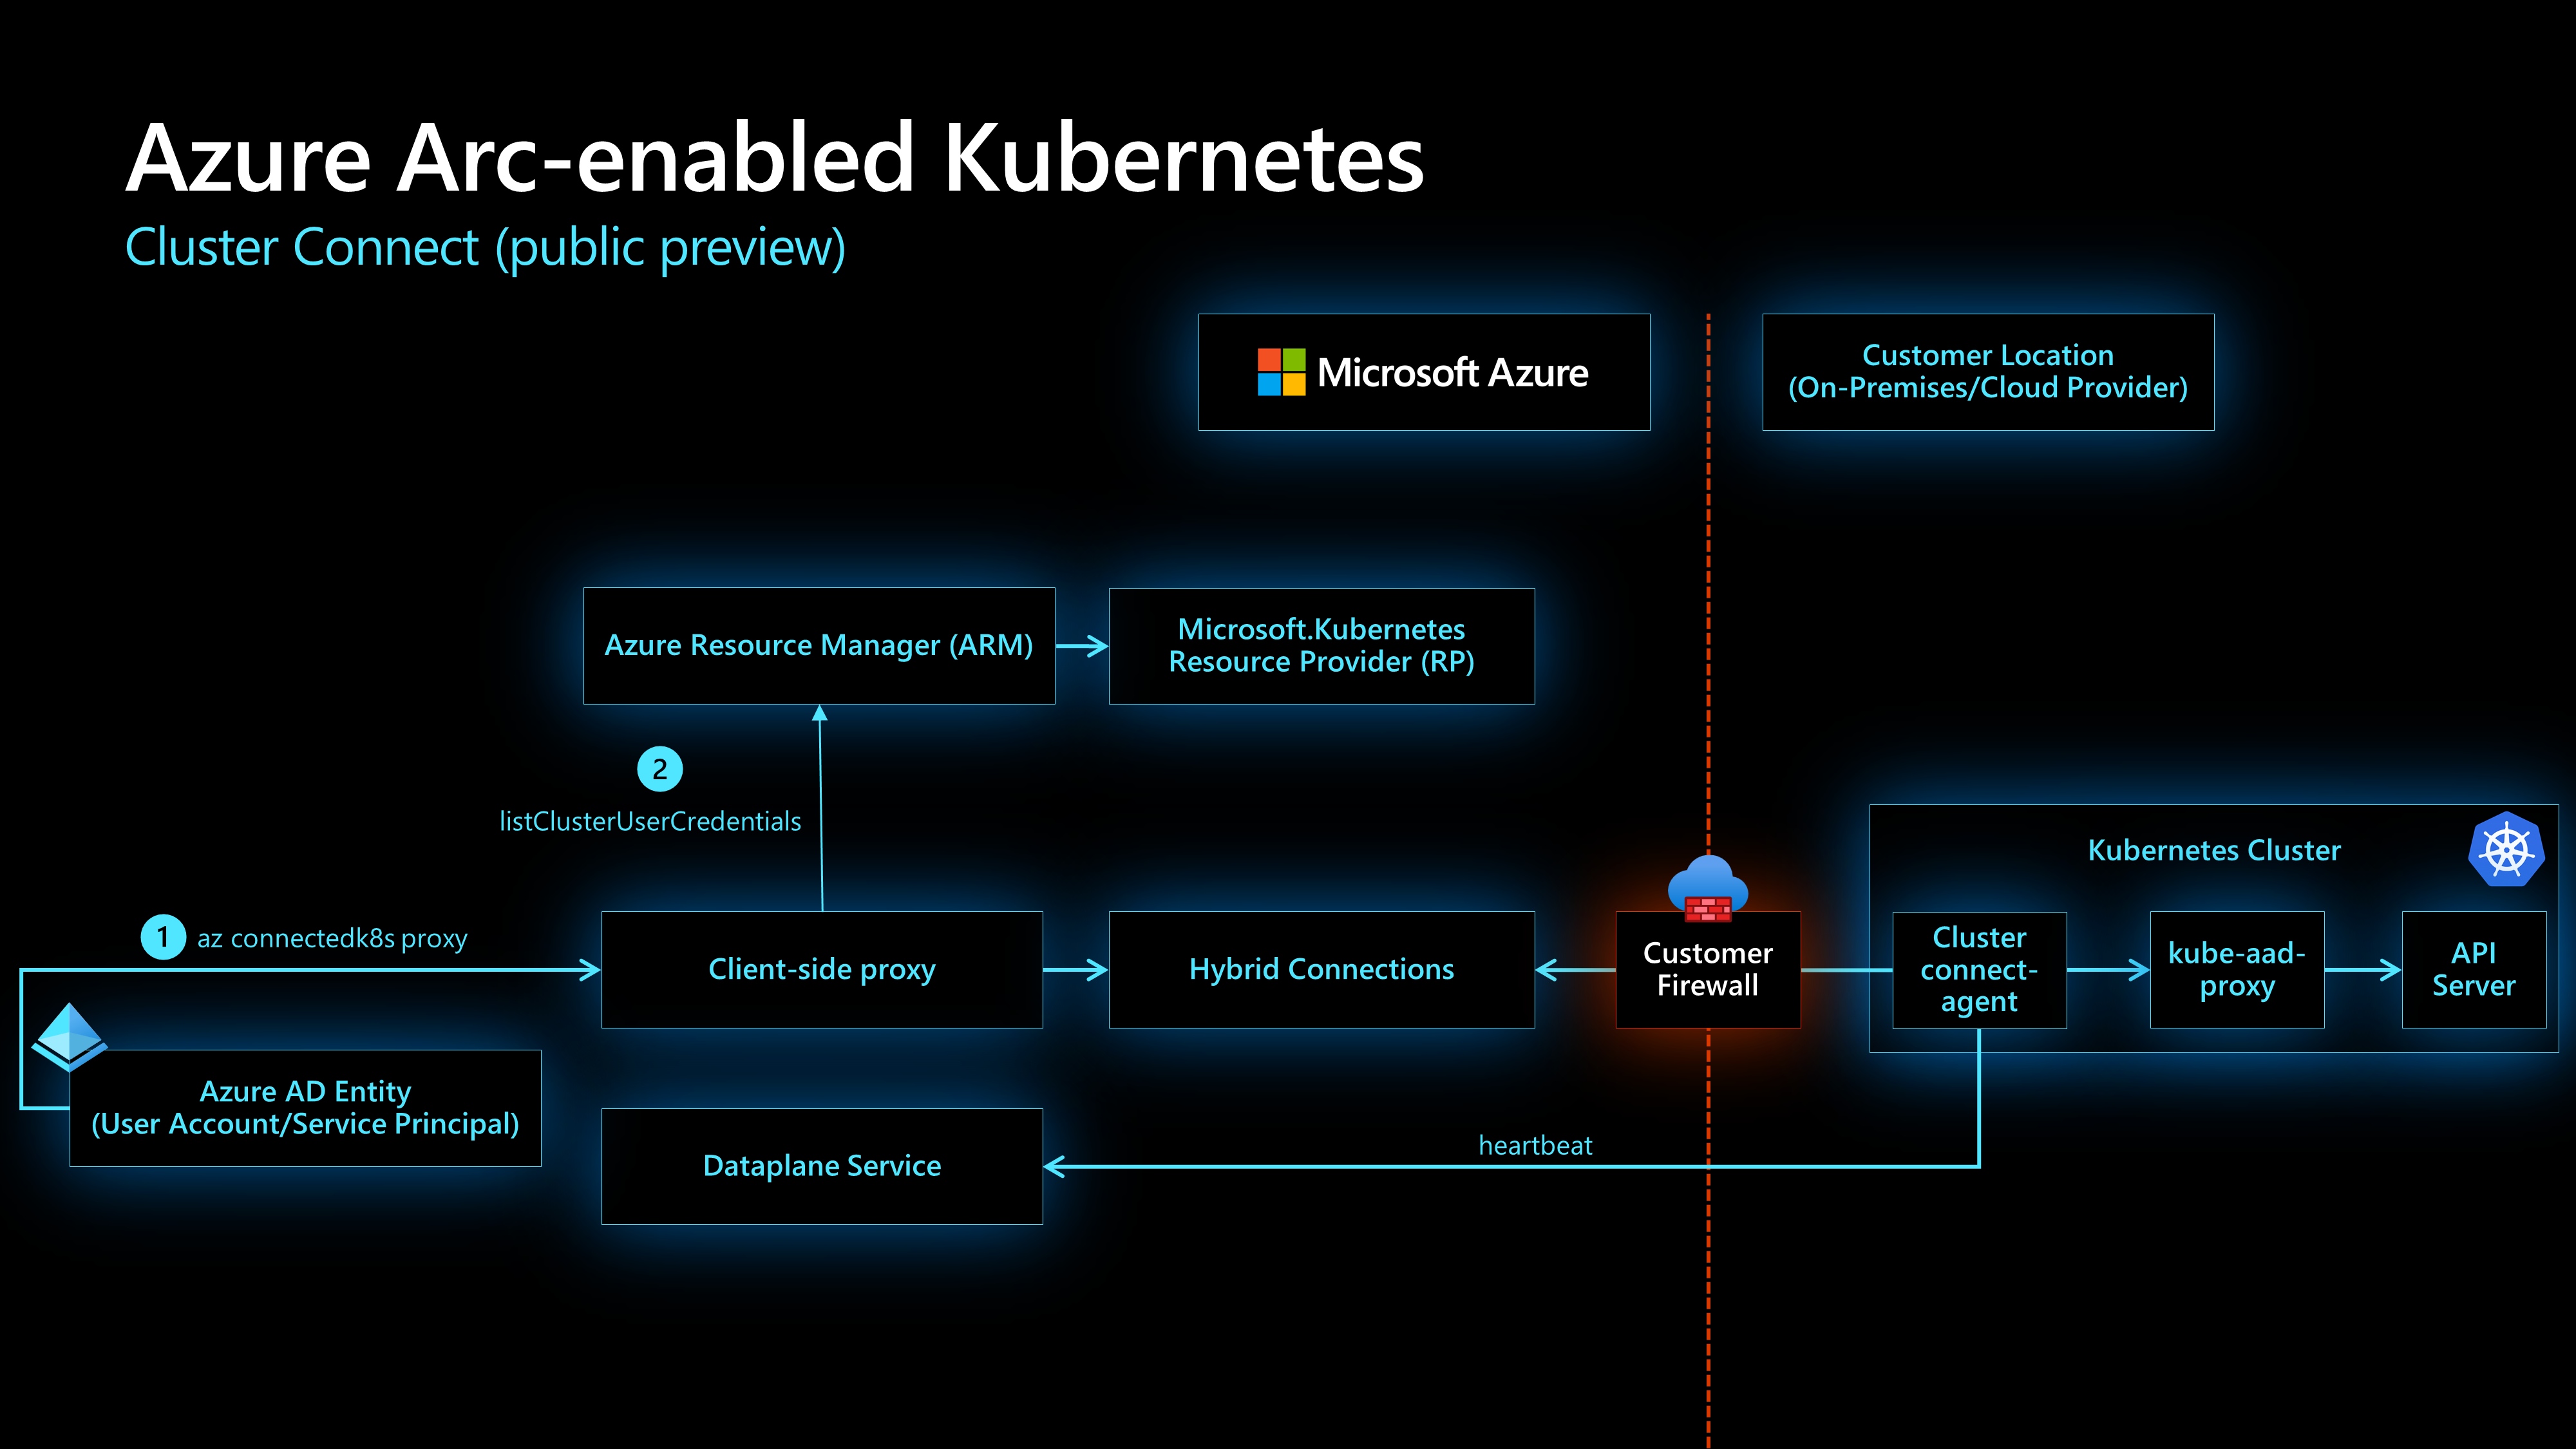 Azure Arc-enabled Kubernetes
Cluster Connect (public preview)
Microsoft Azure
Customer Location
(On-Premises/Cloud Provider)
Azure Resource Manager (ARM)
Microsoft.Kubernetes
Resource Provider (RP)
2
listClusterUserCredentials
Kubernetes Cluster
1
az connectedk8s proxy
Client-side proxy
Hybrid Connections
Customer
Firewall
Cluster
connect-
agent
kube-aad-
proxy
API
Server
Azure AD Entity
(User Account/Service Principal)
Dataplane Service
heartbeat